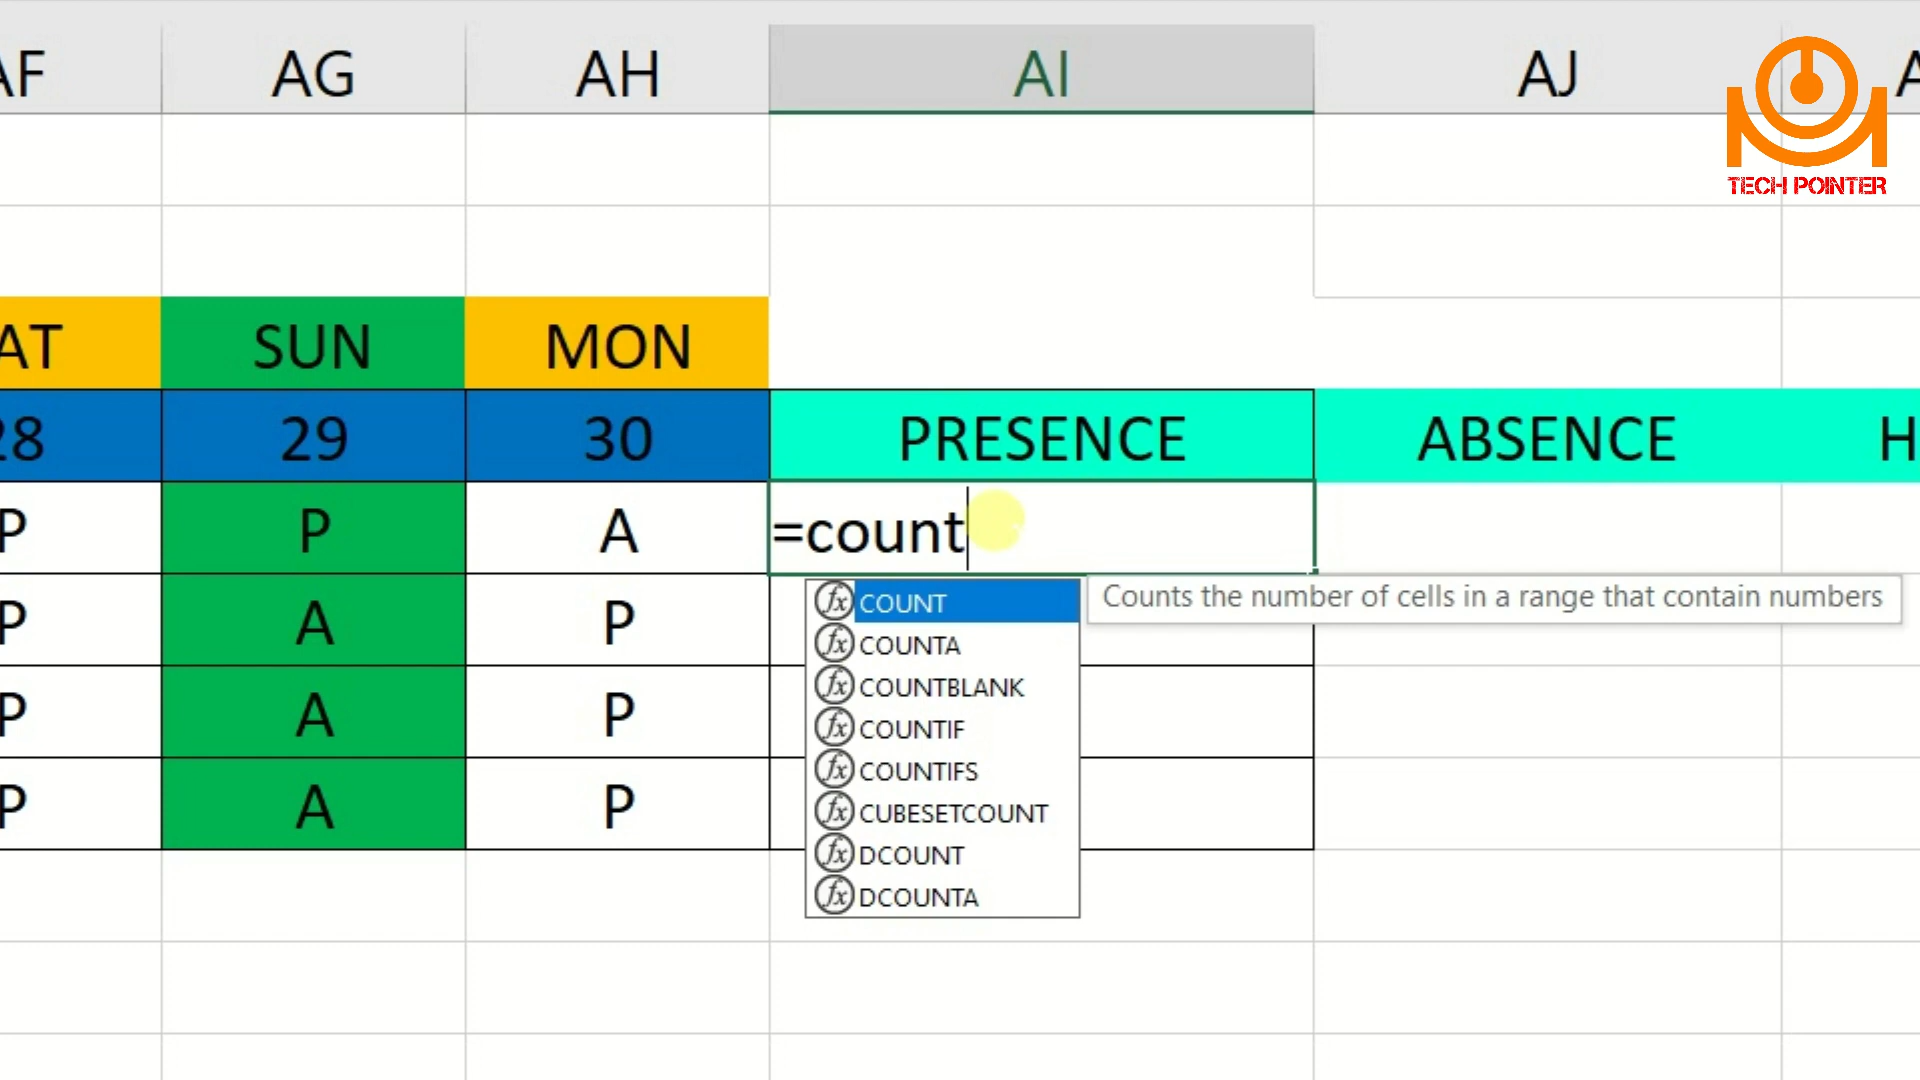 AF AG AH AI AJ A
TECH POINTER
AT SUN MON
28 29 30 PRESENCE ABSENCE H
P P A =count
COUNT Counts the number of cells in a range that contain numbers
P A P
COUNTA
COUNTBLANK
P A P
COUNTIF
COUNTIFS
P A P
CUBESETCOUNT
DCOUNT
DCOUNTA